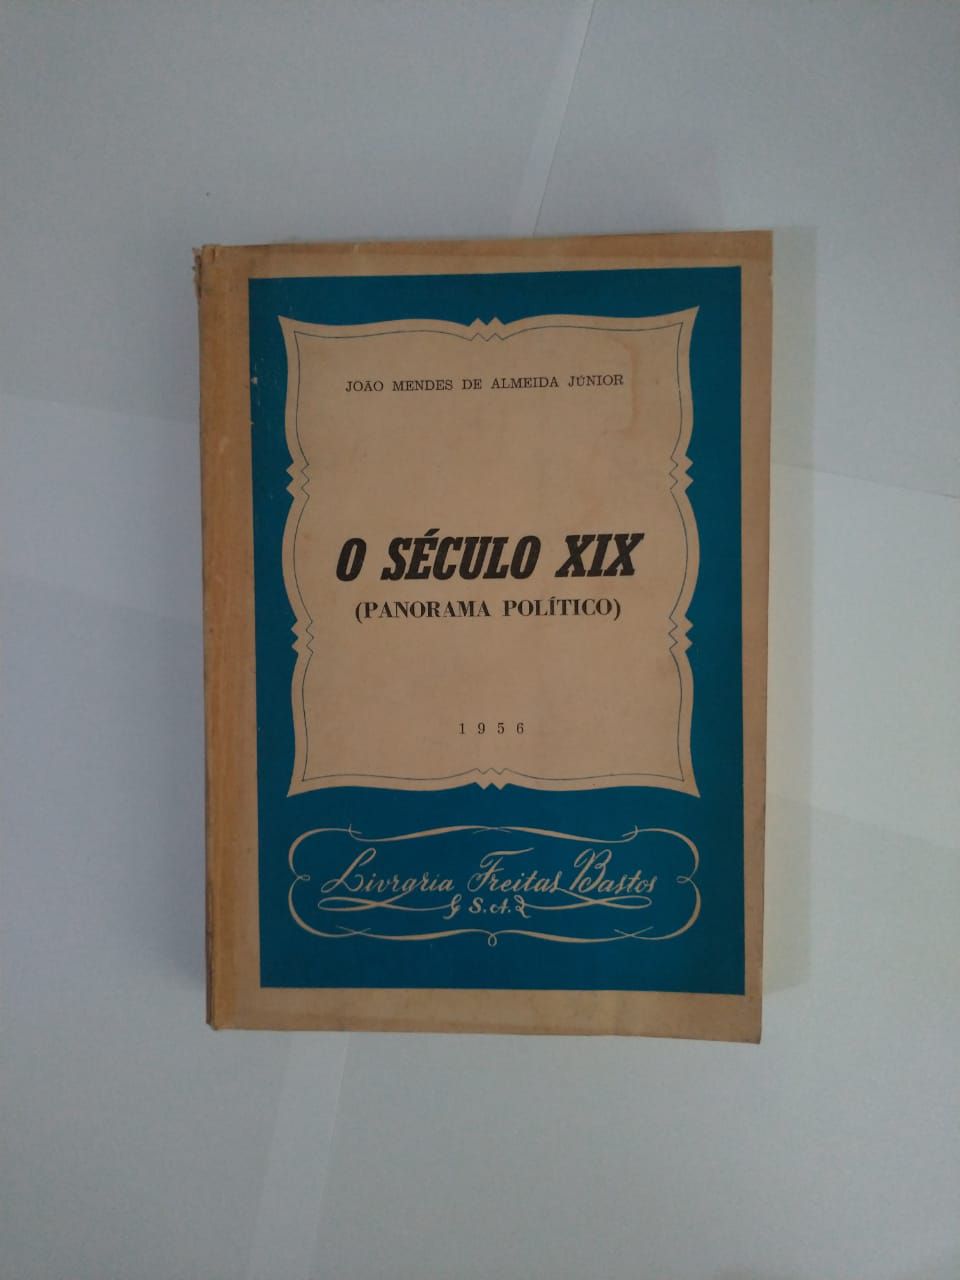 JOÃO MENDES DE ALMEIDA JÚNIOR
O SÉCULO XIX
(PANORAMA POLÍTICO)
1956
Livraria Freitas Bastos
S.A.